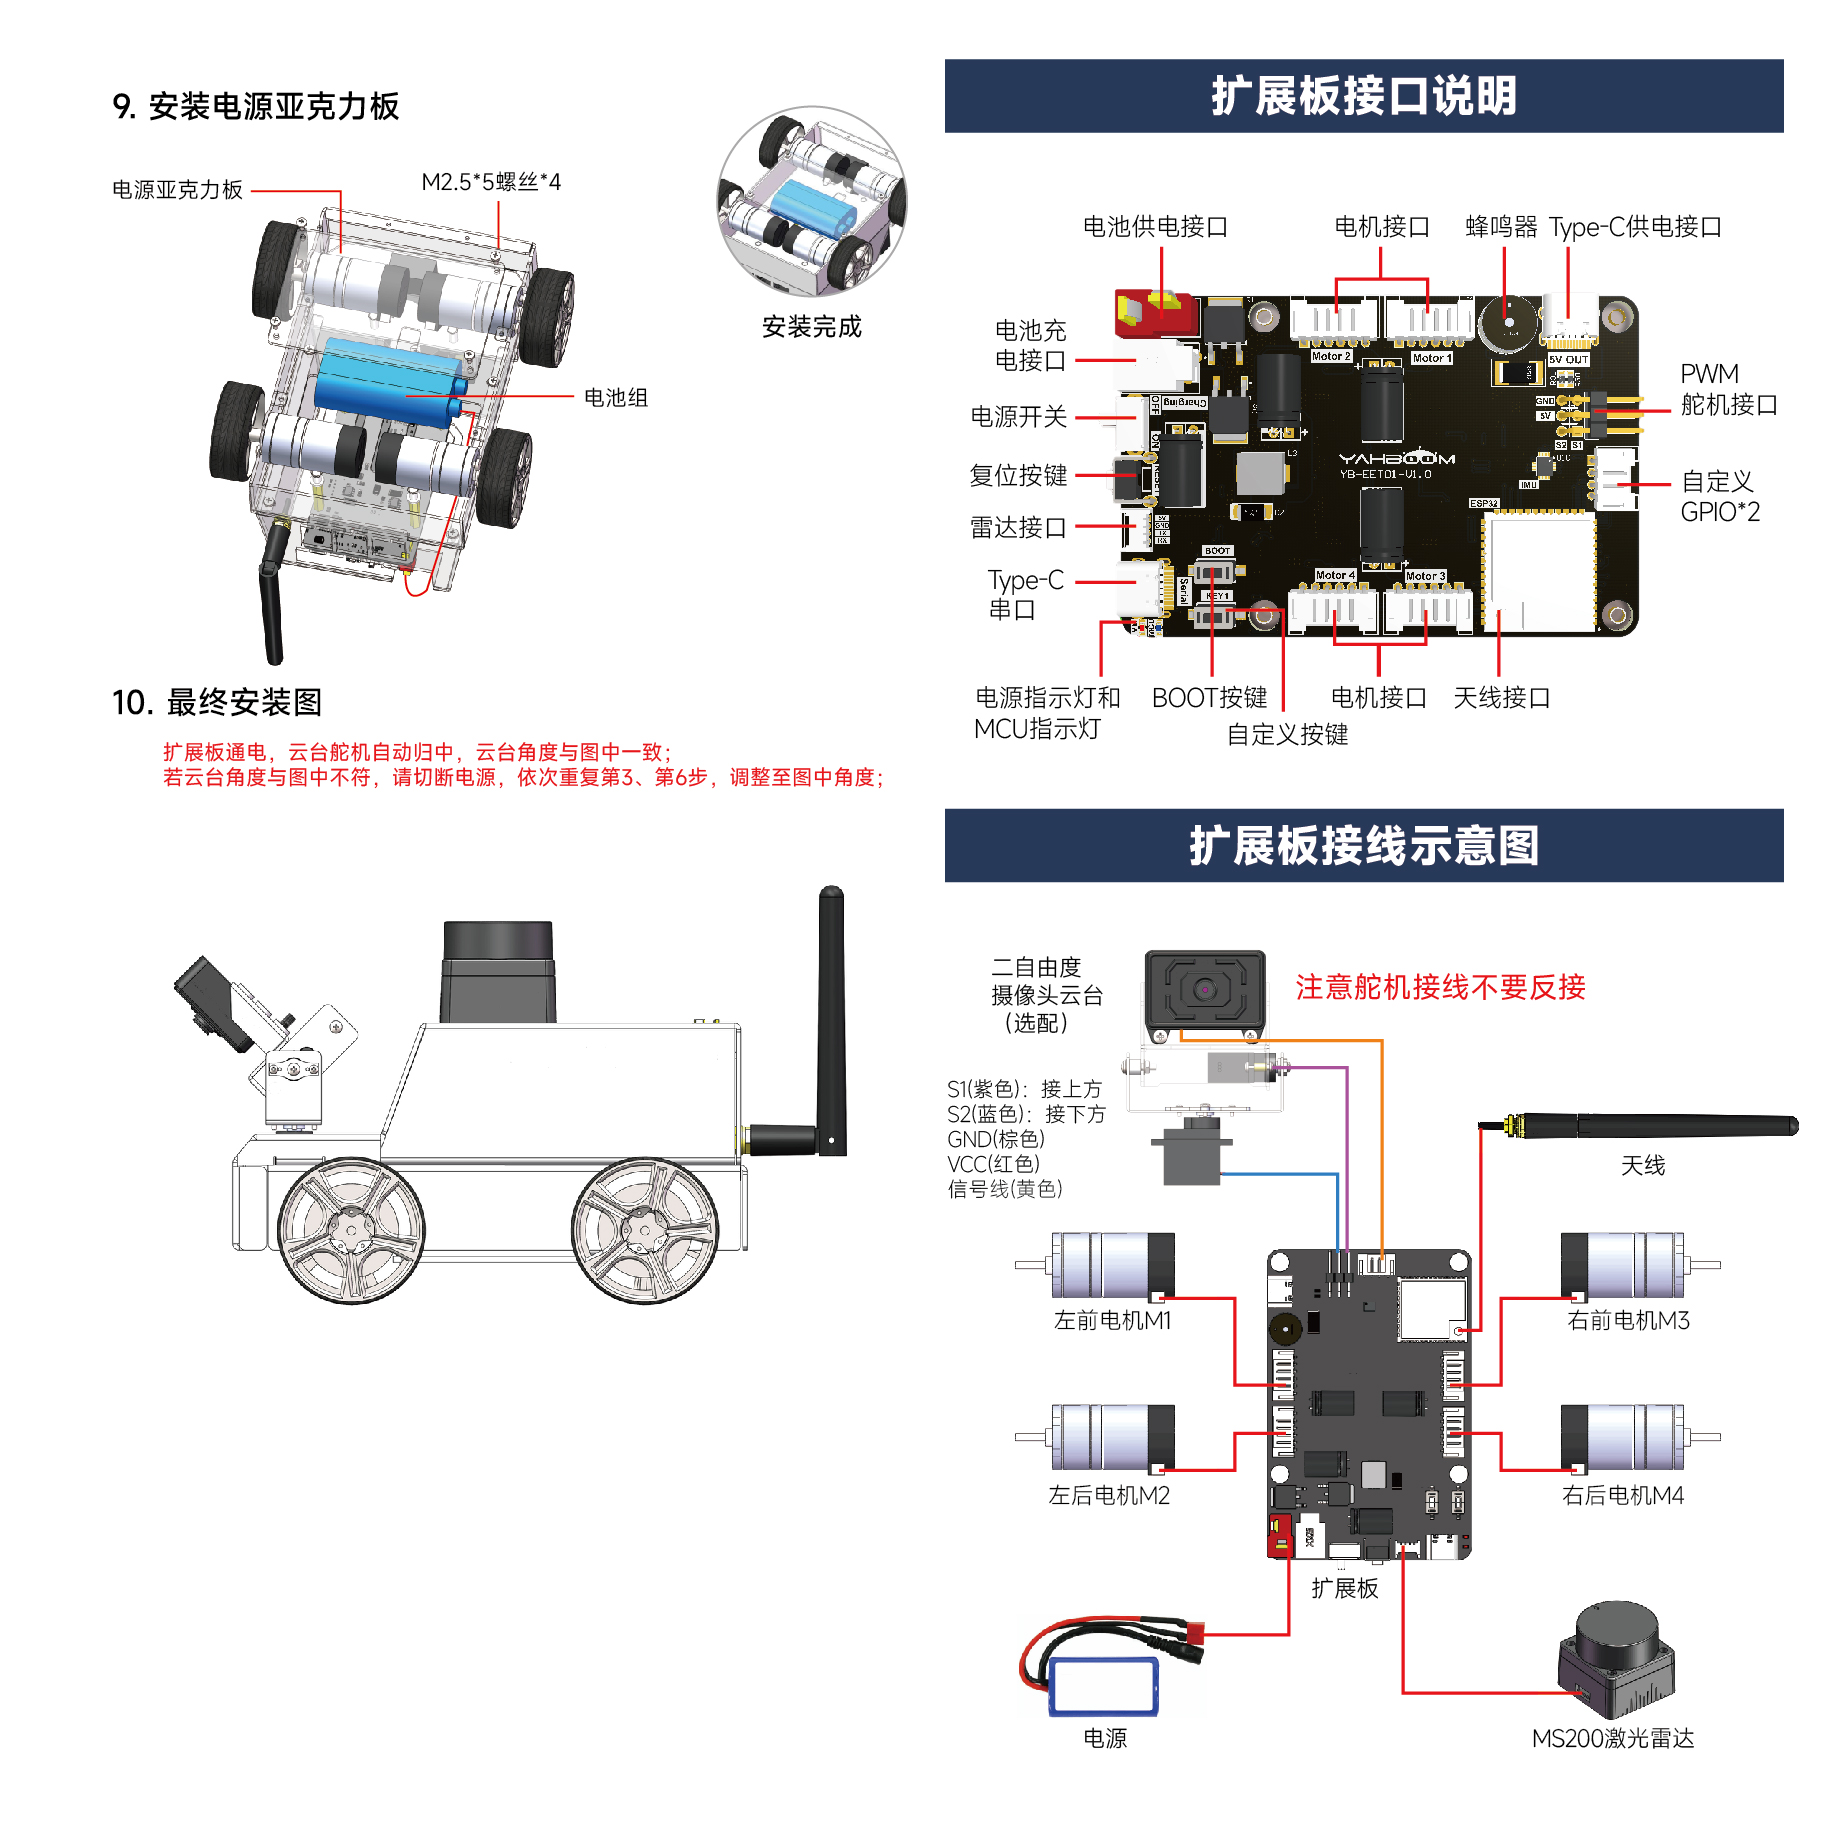 9. 安装电源亚克力板
电源亚克力板
M2.5*5螺丝*4
电池组
安装完成
10. 最终安装图
扩展板通电，云台舵机自动归中，云台角度与图中一致；
若云台角度与图中不符，请切断电源，依次重复第3、第6步，调整至图中角度；
扩展板接口说明
电池供电接口
电机接口
蜂鸣器
Type-C供电接口
电池充
电接口
电源开关
复位按键
雷达接口
Type-C
串口
电源指示灯和
MCU指示灯
BOOT按键
自定义按键
电机接口
天线接口
PWM
舵机接口
自定义
GPIO*2
Motor 2
Motor 1
5V OUT
GND
5V
S2 S1
Charging
OFF
ON
RESET
5V
GND
TX
RX
L3
YAHBOOM
YB-EET01-V1.0
IMU
ESP32
BOOT
KEY1
Serial
Motor 4
Motor 3
扩展板接线示意图
二自由度
摄像头云台
（选配）
注意舵机接线不要反接
S1(紫色)：接上方
S2(蓝色)：接下方
GND(棕色)
VCC(红色)
信号线(黄色)
天线
左前电机M1
右前电机M3
左后电机M2
右后电机M4
扩展板
电源
MS200激光雷达